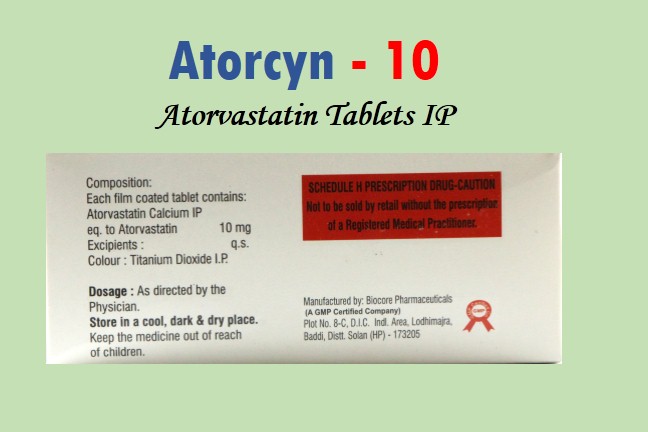 Atorcyn - 10
Atorvastatin Tablets IP
Composition:
Each film coated tablet contains:
Atorvastatin Calcium IP
eq. to Atorvastatin 10 mg
Excipients : q.s.
Colour : Titanium Dioxide I.P.
Dosage : As directed by the
Physician.
Store in a cool, dark & dry place.
Keep the medicine out of reach
of children.
SCHEDULE H PRESCRIPTION DRUG-CAUTION
Not to be sold by retail without the prescription
of a Registered Medical Practitioner.
Manufactured by: Biocore Pharmaceuticals
(A GMP Certified Company)
Plot No. 8-C, D.I.C. Indl. Area, Lodhimajra,
Baddi, Distt. Solan (HP) - 173205
GMP